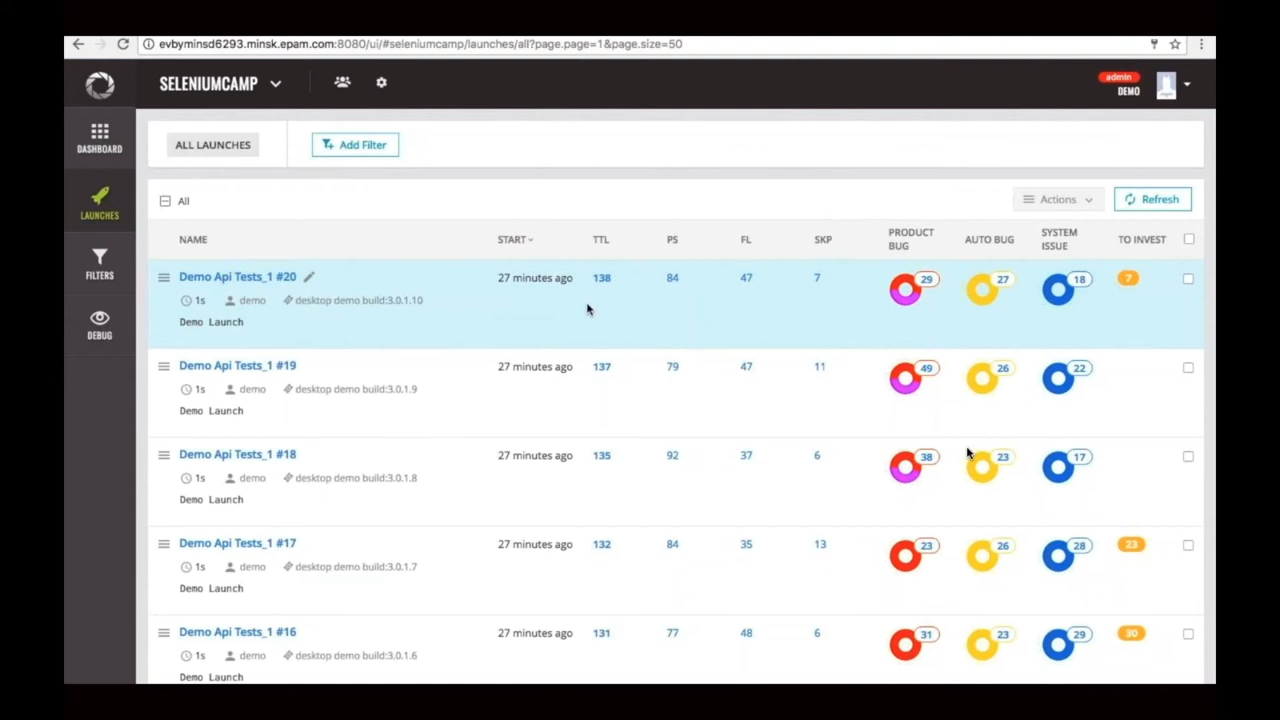 evbyminsd6293.minsk.epam.com:8080/ui/#seleniumcamp/launches/all?page.page=1&page.size=50
SELENIUMCAMP
admin
DEMO
DASHBOARD
LAUNCHES
FILTERS
DEBUG
ALL LAUNCHES
Add Filter
All
Actions
Refresh
NAME START TTL PS FL SKP PRODUCT BUG AUTO BUG SYSTEM ISSUE TO INVEST
Demo Api Tests_1 #20 27 minutes ago 138 84 47 7 29 27 18 7
1s demo desktop demo build:3.0.1.10
Demo Launch
Demo Api Tests_1 #19 27 minutes ago 137 79 47 11 49 26 22
1s demo desktop demo build:3.0.1.9
Demo Launch
Demo Api Tests_1 #18 27 minutes ago 135 92 37 6 38 23 17
1s demo desktop demo build:3.0.1.8
Demo Launch
Demo Api Tests_1 #17 27 minutes ago 132 84 35 13 23 26 28 23
1s demo desktop demo build:3.0.1.7
Demo Launch
Demo Api Tests_1 #16 27 minutes ago 131 77 48 6 31 23 29 30
1s demo desktop demo build:3.0.1.6
Demo Launch